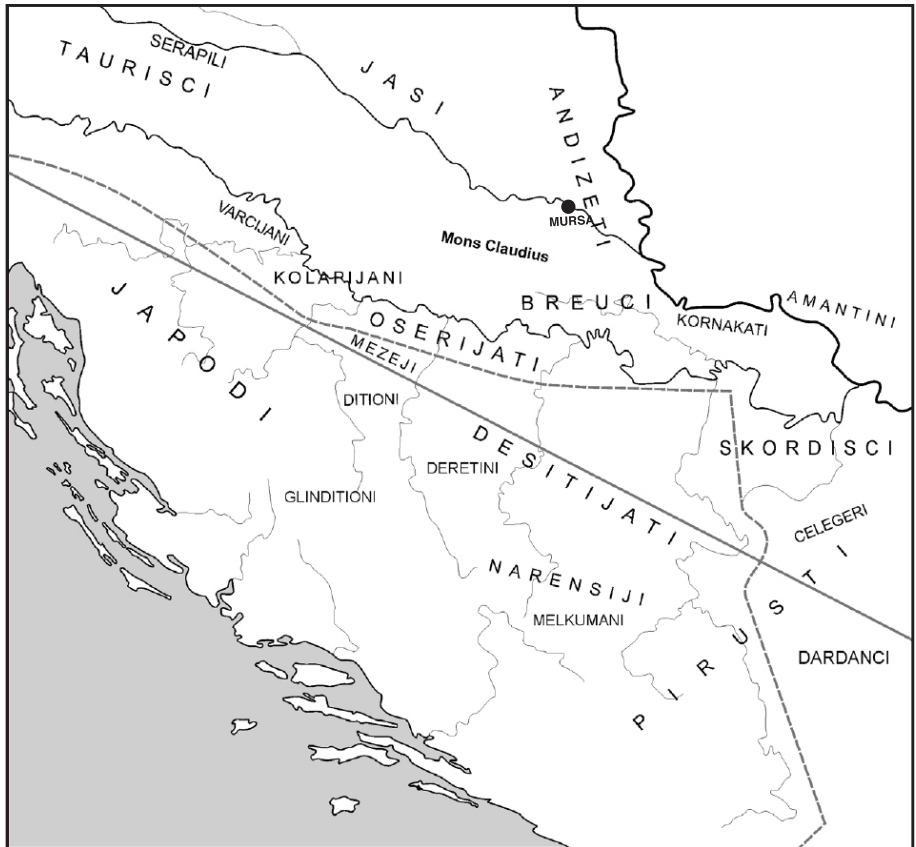 SERAPILI
TAURISCI
JASI
ANDIZETI
MURSA
VARCIJANI
Mons Claudius
KOLARIJANI
BREUCI
AMANTINI
OSERIJATI
KORNAKATI
JAPODI
MEZEJI
DITIONI
DESITIJATI
SKORDISCI
DERETINI
GLINDITIONI
CELEGERI
NARENSIJI
MELKUMANI
PIRUSTI
DARDANCI